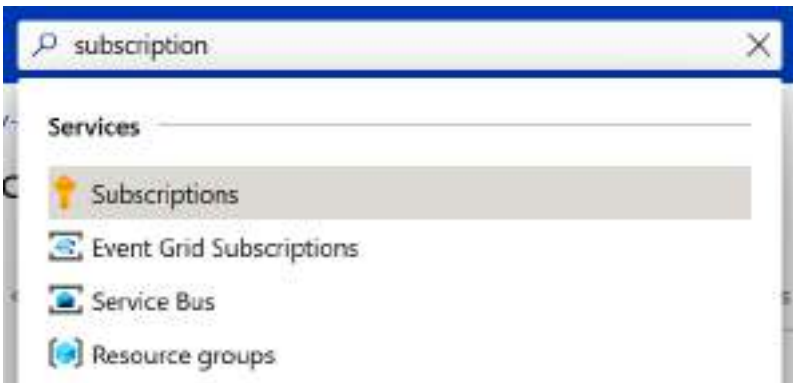 subscription
Services
Subscriptions
Event Grid Subscriptions
Service Bus
Resource groups